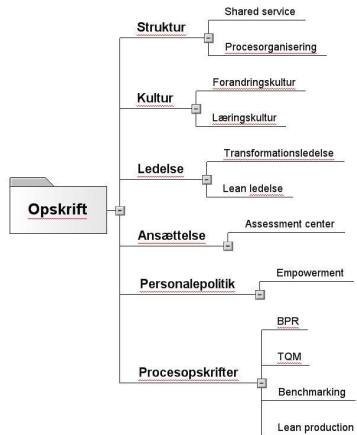 Opskrift
Struktur
Shared service
Procesorganisering
Kultur
Forandringskultur
Læringskultur
Ledelse
Transformationsledelse
Lean ledelse
Ansættelse
Assessment center
Personalepolitik
Empowerment
Procesopskrifter
BPR
TQM
Benchmarking
Lean production